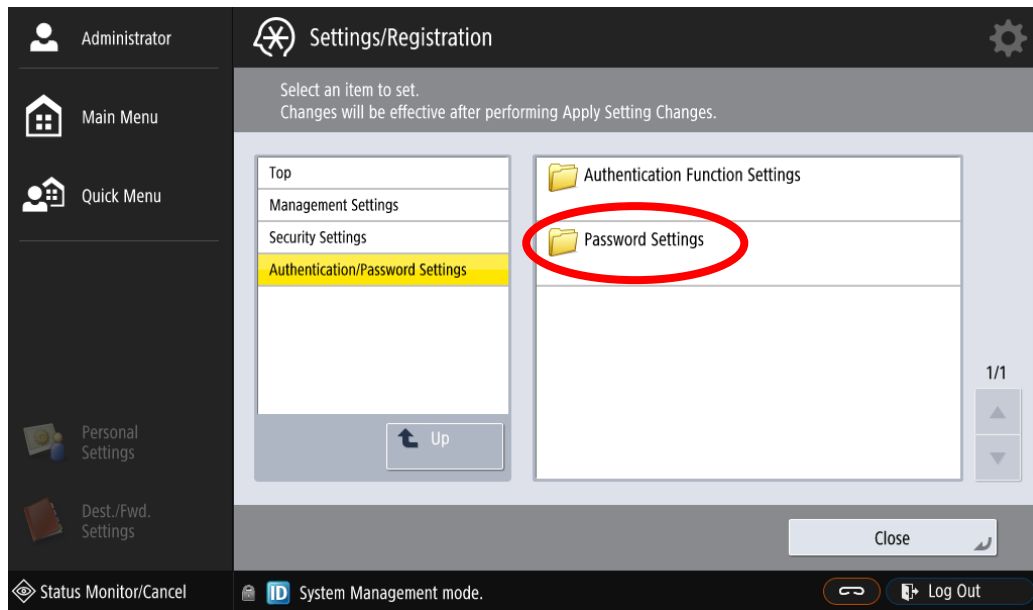 Administrator
Settings/Registration
Select an item to set.
Changes will be effective after performing Apply Setting Changes.
Main Menu
Quick Menu
Top
Management Settings
Security Settings
Authentication/Password Settings
Up
Authentication Function Settings
Password Settings
1/1
Personal
Settings
Dest./Fwd.
Settings
Close
Status Monitor/Cancel
ID System Management mode.
Log Out